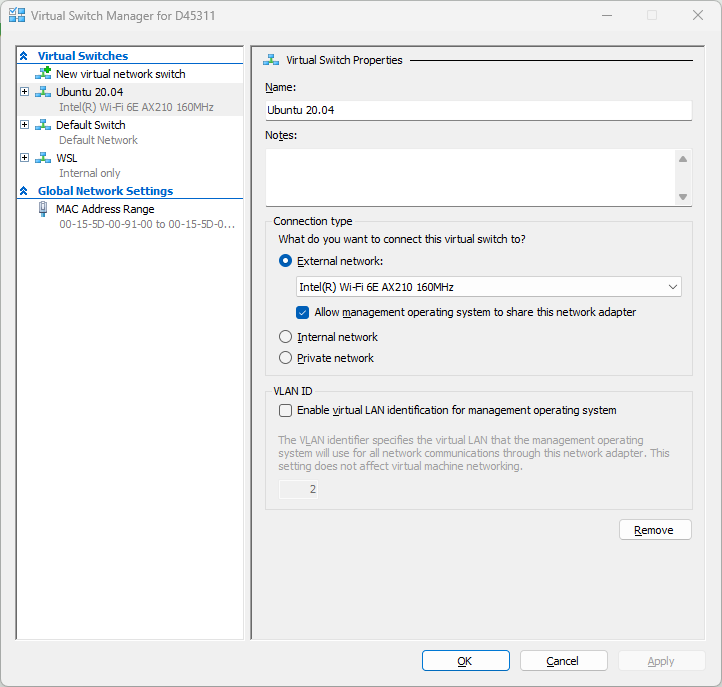 Virtual Switch Manager for D45311
Virtual Switches
New virtual network switch
Ubuntu 20.04
Intel(R) Wi-Fi 6E AX210 160MHz
Default Switch
Default Network
WSL
Internal only
Global Network Settings
MAC Address Range
00-15-5D-00-91-00 to 00-15-5D-0...
Virtual Switch Properties
Name:
Ubuntu 20.04
Notes:
Connection type
What do you want to connect this virtual switch to?
External network:
Intel(R) Wi-Fi 6E AX210 160MHz
Allow management operating system to share this network adapter
Internal network
Private network
VLAN ID
Enable virtual LAN identification for management operating system
The VLAN identifier specifies the virtual LAN that the management operating
system will use for all network communications through this network adapter. This
setting does not affect virtual machine networking.
2
Remove
OK
Cancel
Apply